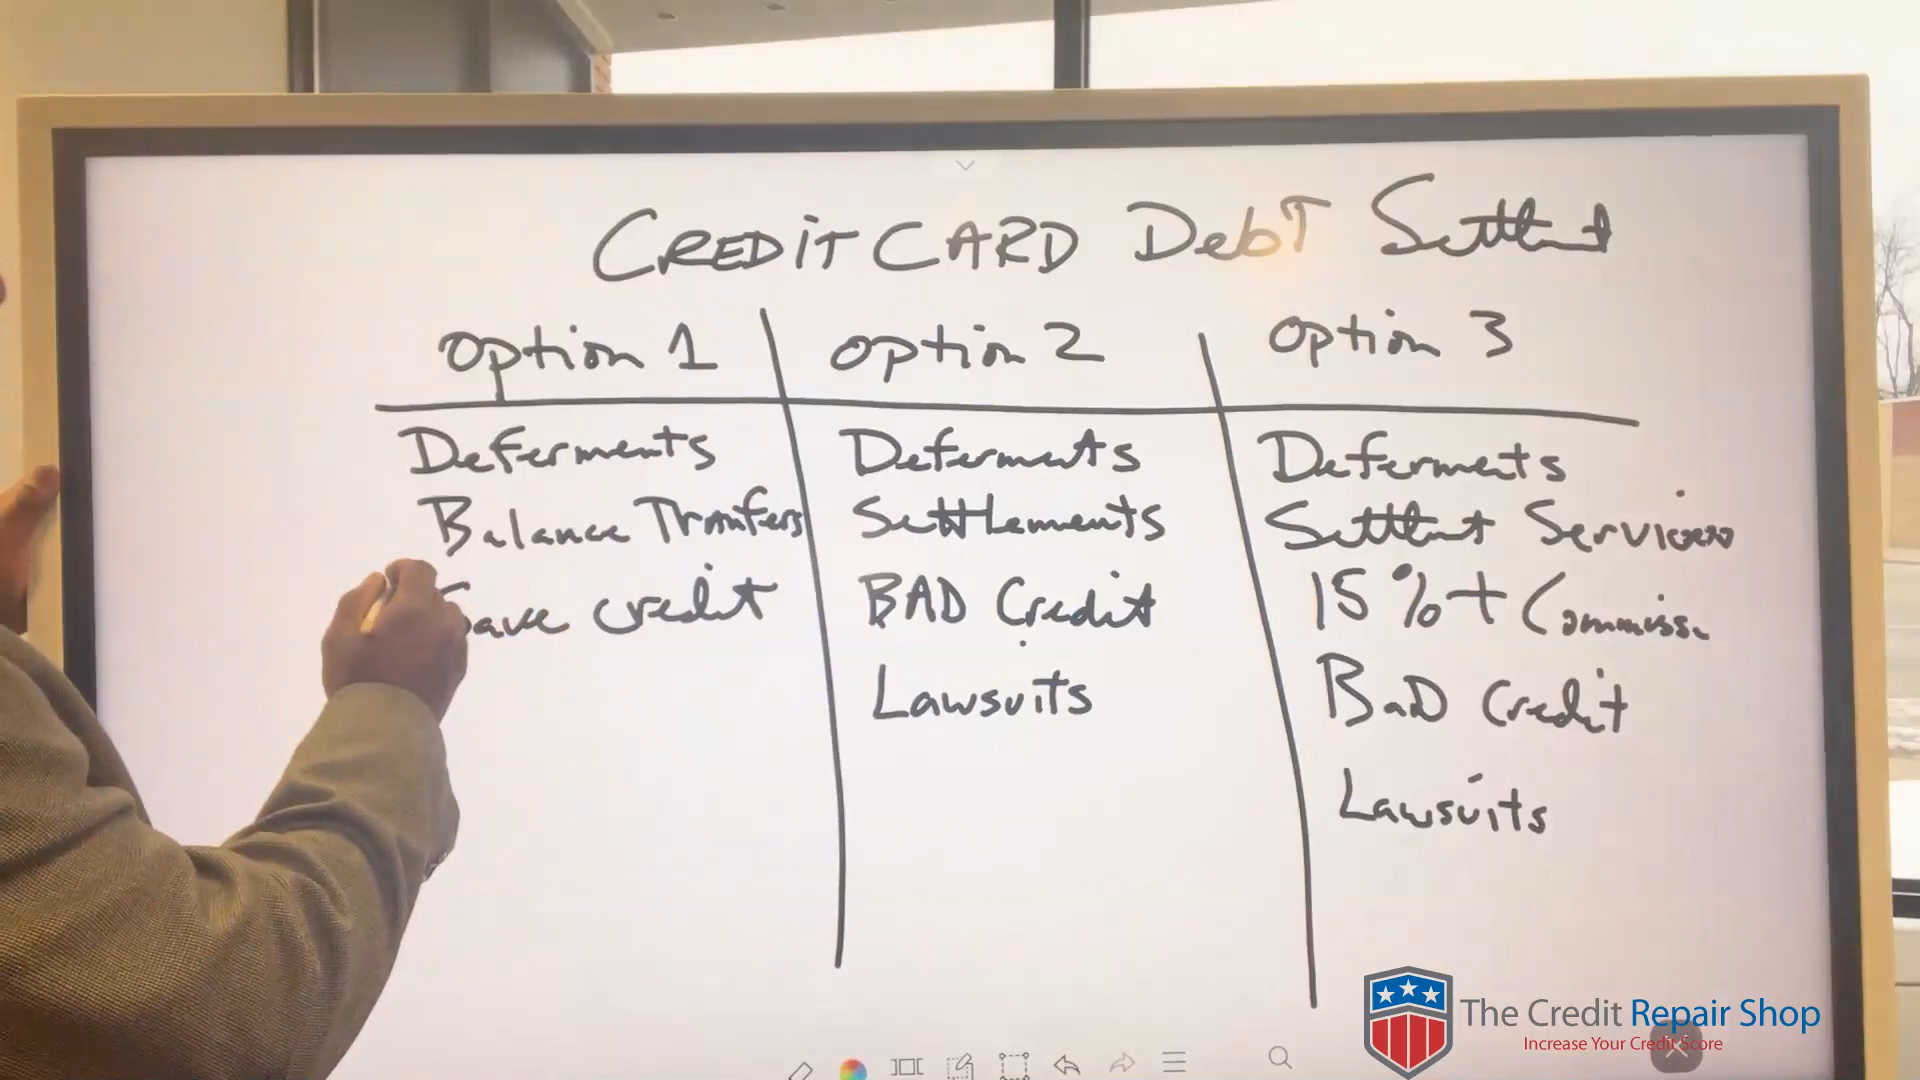 CREDIT CARD DebT Settlmt
Option 1
Option 2
Option 3
Deferments
Balance Transfers
Save credit
Deferments
Settlements
BAD Credit
Lawsuits
Deferments
Settlmt Services
15%+ Commiss.
BaD Credit
Lawsuits
The Credit Repair Shop
Increase Your Credit Score